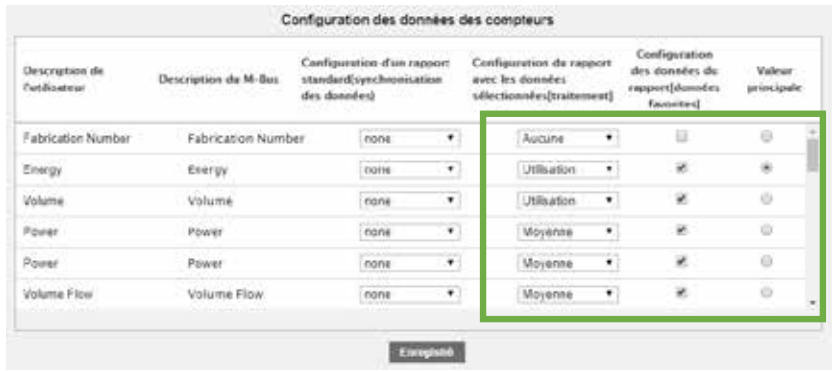 Configuration des données des compteurs
Description de l'utilisateur
Description du M-Bus
Configuration d'un rapport standard(synchronisation des données)
Configuration du rapport avec les données sélectionnées[traitement]
Configuration des données du rapport[données favorites]
Valeur principale
Fabrication Number Fabrication Number none Aucune
Energy Energy none Utilisation
Volume Volume none Utilisation
Power Power none Moyenne
Power Power none Moyenne
Volume Flow Volume Flow none Moyenne
Enregistré